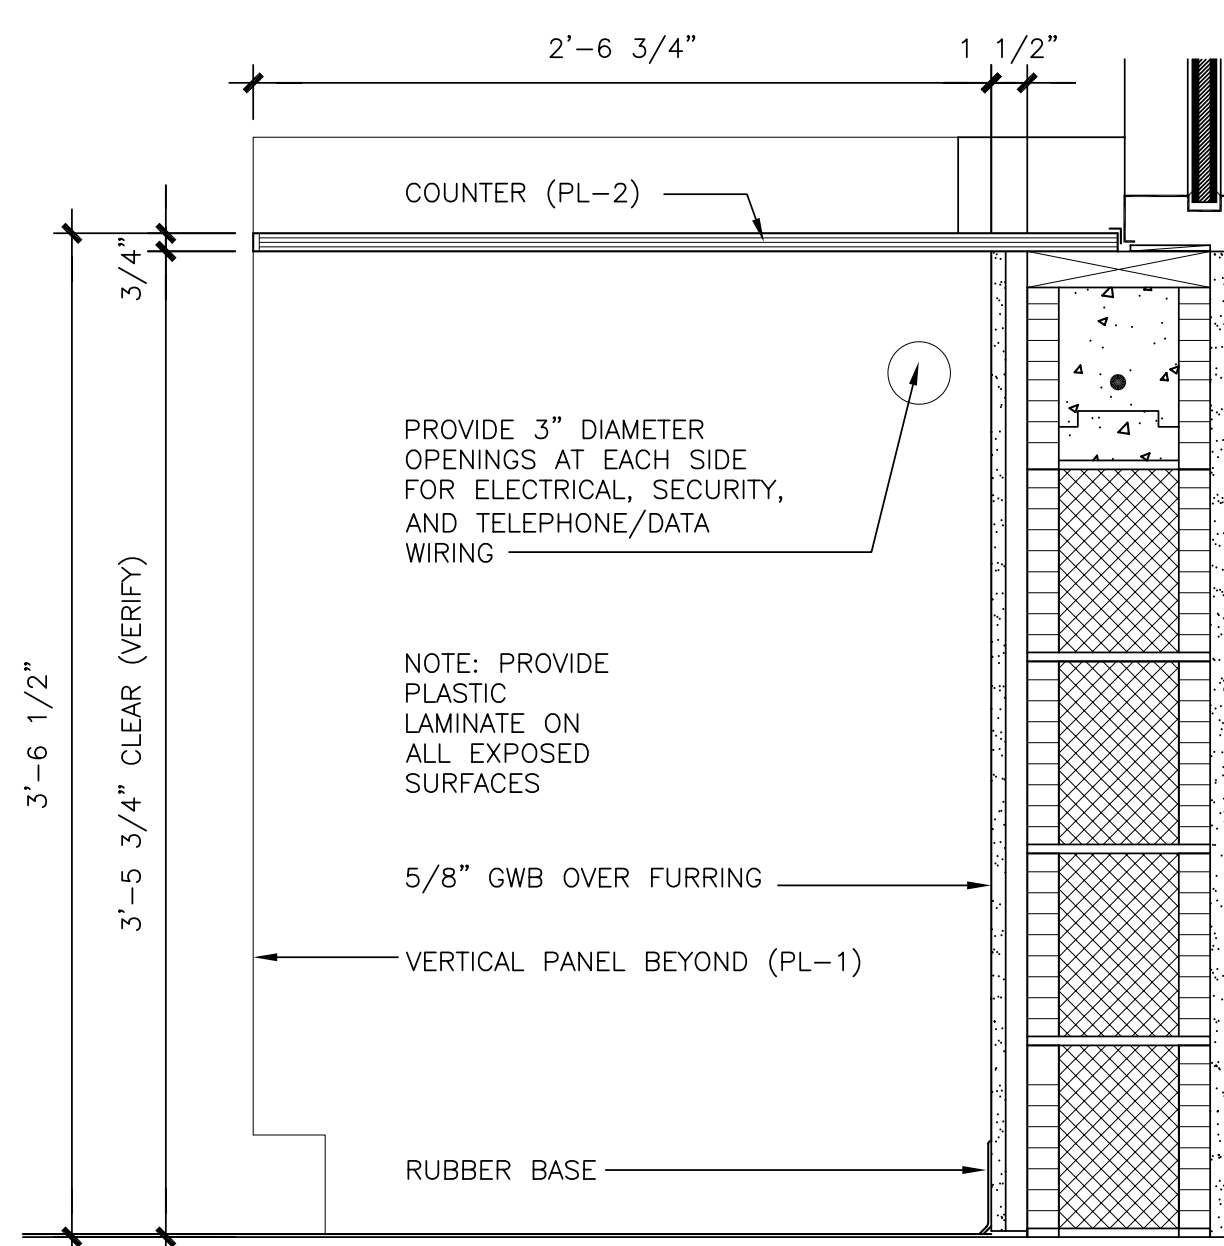 2'-6 3/4"
1 1/2"
COUNTER (PL-2)
3/4"
PROVIDE 3" DIAMETER
OPENINGS AT EACH SIDE
FOR ELECTRICAL, SECURITY,
AND TELEPHONE/DATA
WIRING
3'-6 1/2"
3'-5 3/4" CLEAR (VERIFY)
NOTE: PROVIDE
PLASTIC
LAMINATE ON
ALL EXPOSED
SURFACES
5/8" GWB OVER FURRING
VERTICAL PANEL BEYOND (PL-1)
RUBBER BASE